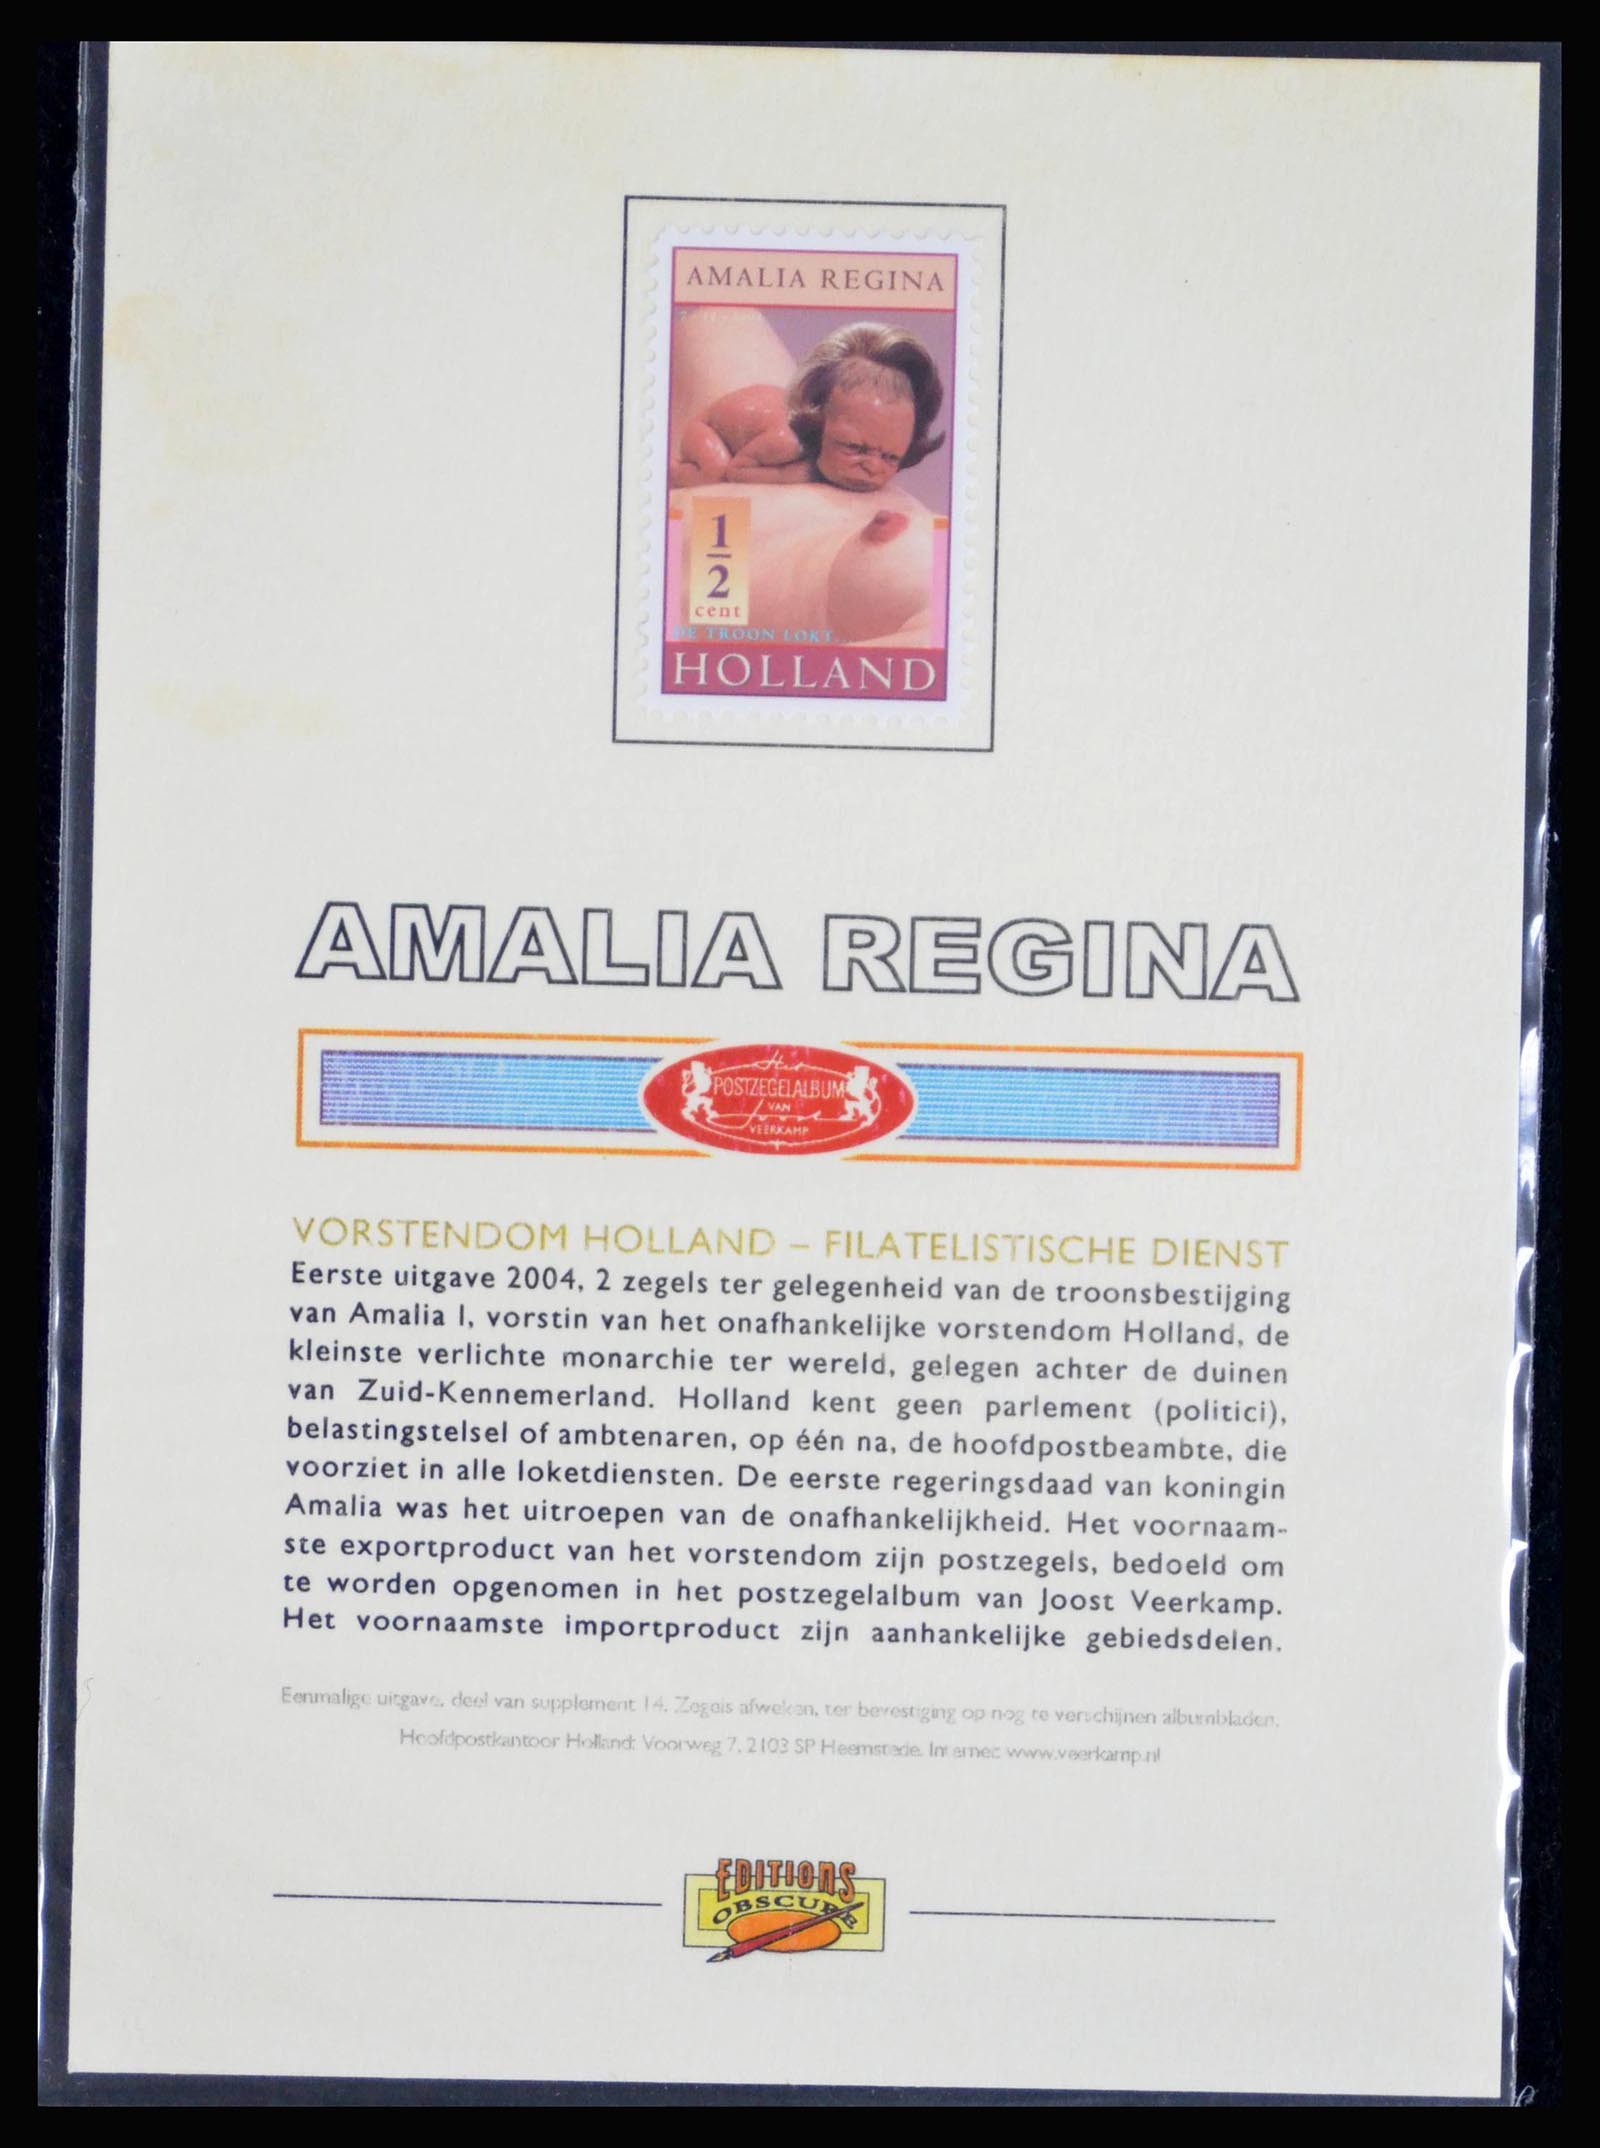 AMALIA REGINA
1
2
cent
DE TROON LOKT...
HOLLAND
AMALIA REGINA
Het
POSTZEGELALBUM
VAN
Joost
VEERKAMP
VORSTENDOM HOLLAND – FILATELISTISCHE DIENST
Eerste uitgave 2004, 2 zegels ter gelegenheid van de troonsbestijging
van Amalia I, vorstin van het onafhankelijke vorstendom Holland, de
kleinste verlichte monarchie ter wereld, gelegen achter de duinen
van Zuid-Kennemerland. Holland kent geen parlement (politici),
belastingstelsel of ambtenaren, op één na, de hoofdpostbeambte, die
voorziet in alle loketdiensten. De eerste regeringsdaad van koningin
Amalia was het uitroepen van de onafhankelijkheid. Het voornaam-
ste exportproduct van het vorstendom zijn postzegels, bedoeld om
te worden opgenomen in het postzegelalbum van Joost Veerkamp.
Het voornaamste importproduct zijn aanhankelijke gebiedsdelen.
Eenmalige uitgave, deel van supplement 14. Zegels afweken, ter bevestiging op nog te verschijnen albumbladen.
Hoofdpostkantoor Holland: Voorweg 7, 2103 SP Heemstede. Internet: www.veerkamp.nl
EDITIONS
OBSCURE